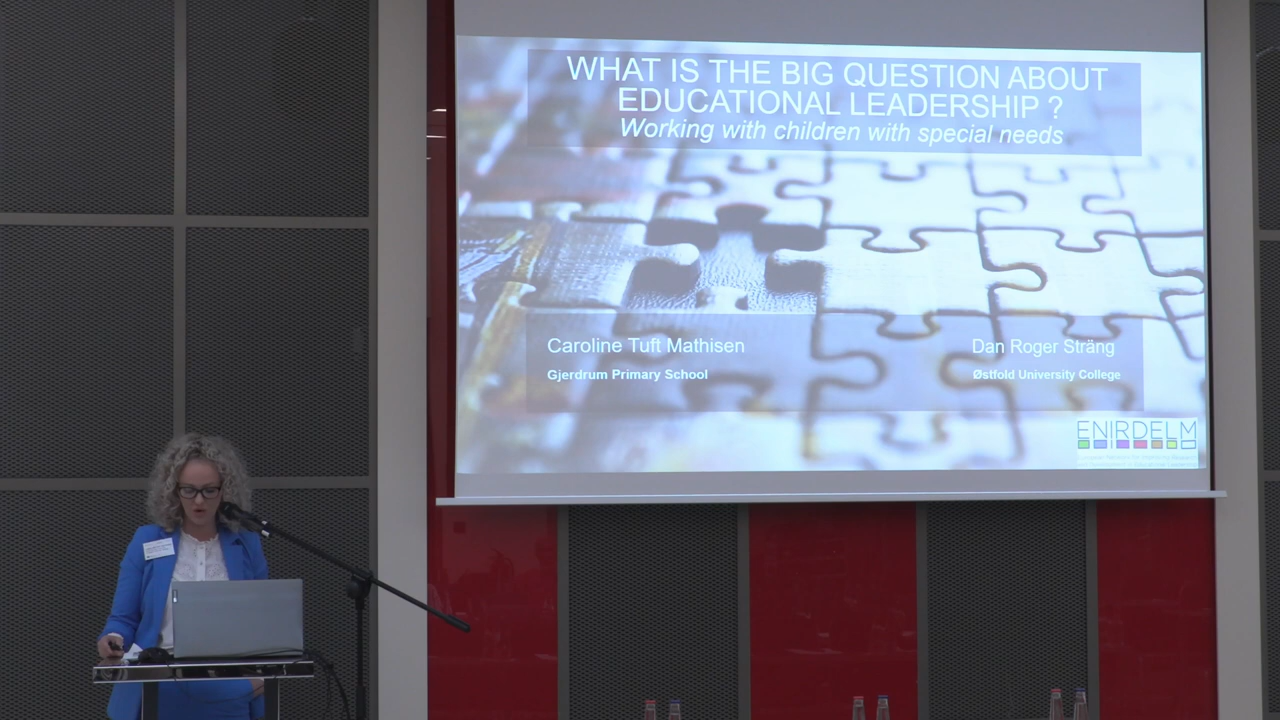 WHAT IS THE BIG QUESTION ABOUT
EDUCATIONAL LEADERSHIP ?
Working with children with special needs
Caroline Tuft Mathisen
Gjerdrum Primary School
Dan Roger Sträng
Østfold University College
ENIRDELM